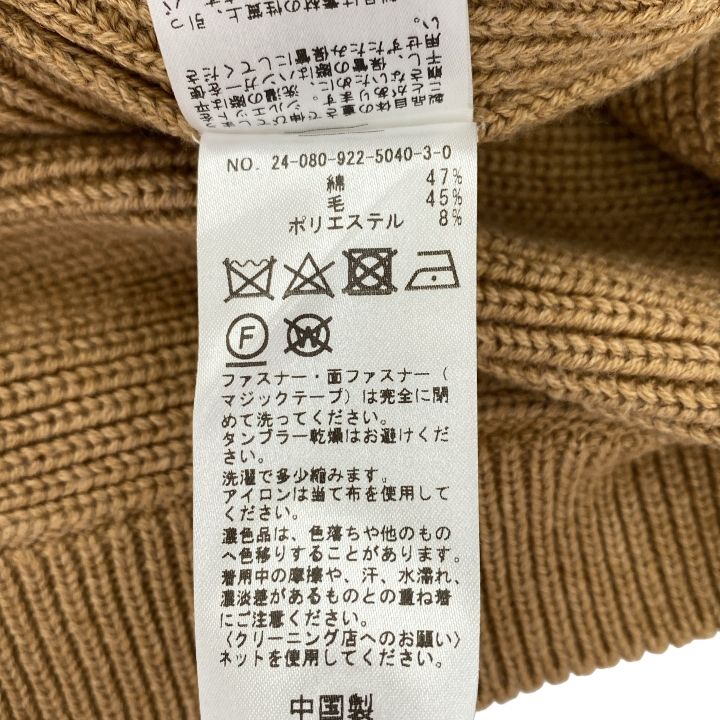 NO. 24-080-922-5040-3-0
綿 47%
毛 45%
ポリエステル 8%
F
W
ファスナー・面ファスナー（
マジックテープ）は完全に閉
めて洗ってください。
タンブラー乾燥はお避けくだ
さい。
洗濯で多少縮みます。
アイロンは当て布を使用して
ください。
濃色品は、色落ちや他のもの
へ色移りすることがあります。
着用中の摩擦や、汗、水濡れ、
濃淡差があるものとの重ね着
にご注意ください。
〈クリーニング店へのお願い〉
ネットを使用してください。
中国製